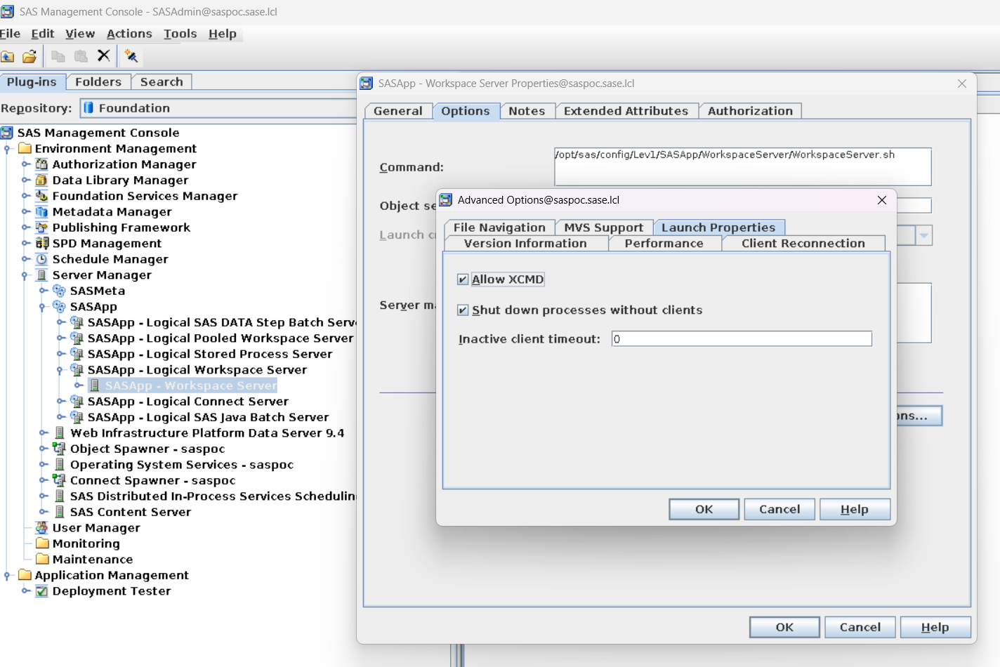 SAS Management Console - SASAdmin@saspoc.sase.lcl
File Edit View Actions Tools Help
Plug-ins Folders Search
Repository: Foundation
SAS Management Console
Environment Management
Authorization Manager
Data Library Manager
Foundation Services Manager
Metadata Manager
Publishing Framework
SPD Management
Schedule Manager
Server Manager
SASMeta
SASApp
SASApp - Logical SAS DATA Step Batch Serv
SASApp - Logical Pooled Workspace Server
SASApp - Logical Stored Process Server
SASApp - Logical Workspace Server
SASApp - Workspace Server
SASApp - Logical Connect Server
SASApp - Logical SAS Java Batch Server
Web Infrastructure Platform Data Server 9.4
Object Spawner - saspoc
Operating System Services - saspoc
Connect Spawner - saspoc
SAS Distributed In-Process Services Schedulin
SAS Content Server
User Manager
Monitoring
Maintenance
Application Management
Deployment Tester
SASApp - Workspace Server Properties@saspoc.sase.lcl
General Options Notes Extended Attributes Authorization
Command: /opt/sas/config/Lev1/SASApp/WorkspaceServer/WorkspaceServer.sh
Object se
Launch c
Server m
ons...
OK Cancel Help
Advanced Options@saspoc.sase.lcl
File Navigation MVS Support Launch Properties
Version Information Performance Client Reconnection
Allow XCMD
Shut down processes without clients
Inactive client timeout: 0
OK Cancel Help